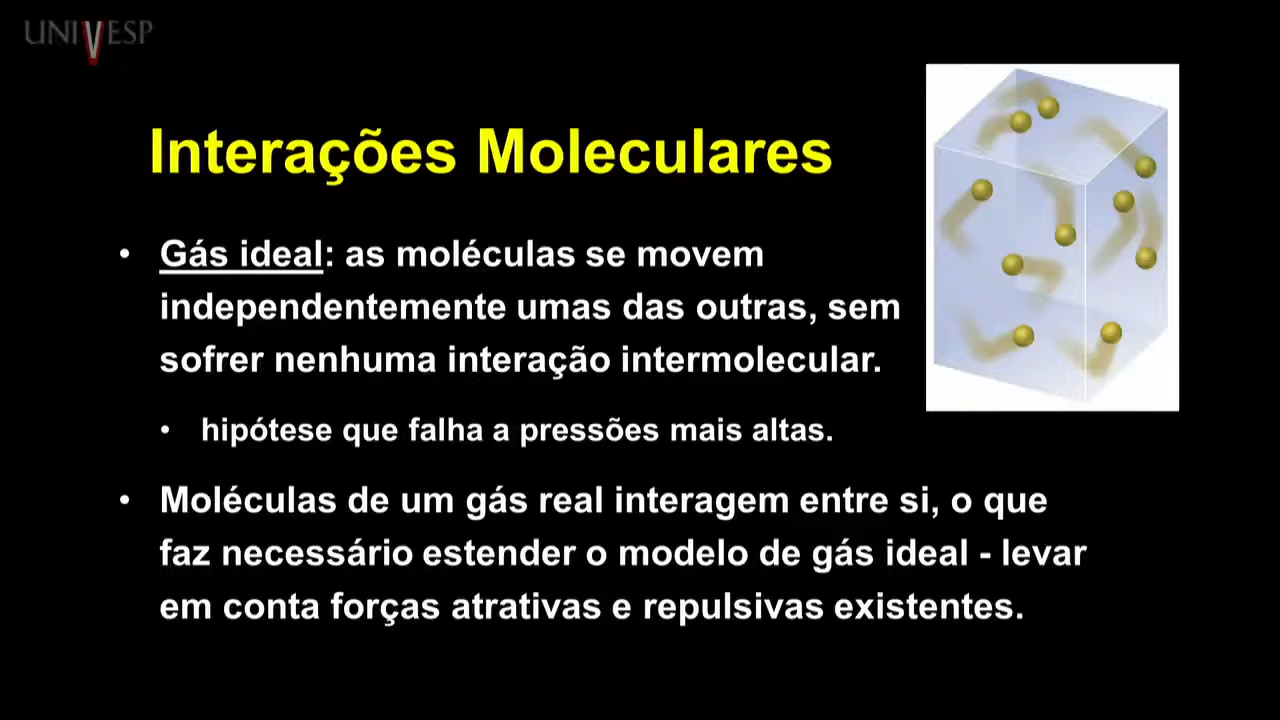 UNIVESP
Interações Moleculares
• Gás ideal: as moléculas se movem
independentemente umas das outras, sem
sofrer nenhuma interação intermolecular.
• hipótese que falha a pressões mais altas.
• Moléculas de um gás real interagem entre si, o que
faz necessário estender o modelo de gás ideal - levar
em conta forças atrativas e repulsivas existentes.